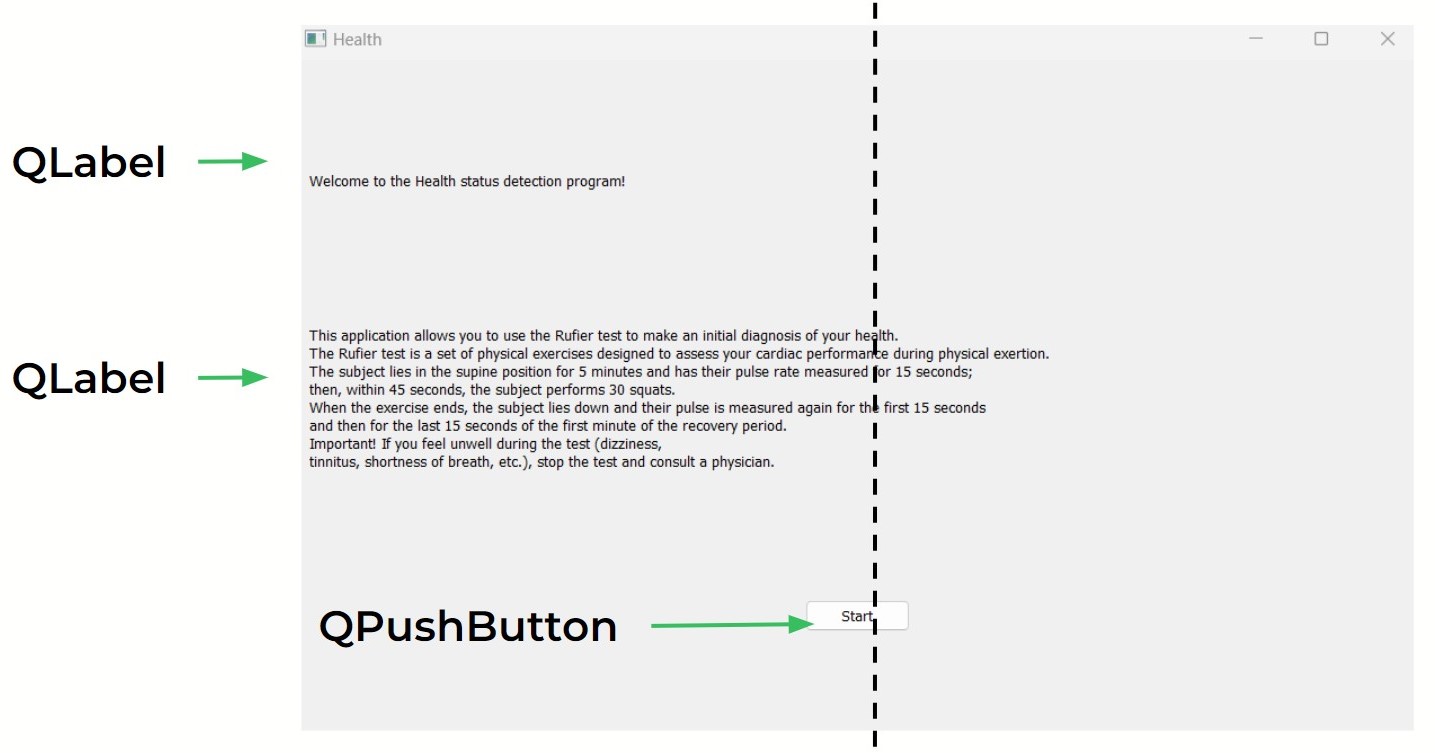 Health
QLabel
Welcome to the Health status detection program!
QLabel
This application allows you to use the Rufier test to make an initial diagnosis of your health.
The Rufier test is a set of physical exercises designed to assess your cardiac performance during physical exertion.
The subject lies in the supine position for 5 minutes and has their pulse rate measured for 15 seconds;
then, within 45 seconds, the subject performs 30 squats.
When the exercise ends, the subject lies down and their pulse is measured again for the first 15 seconds
and then for the last 15 seconds of the first minute of the recovery period.
Important! If you feel unwell during the test (dizziness,
tinnitus, shortness of breath, etc.), stop the test and consult a physician.
QPushButton
Start